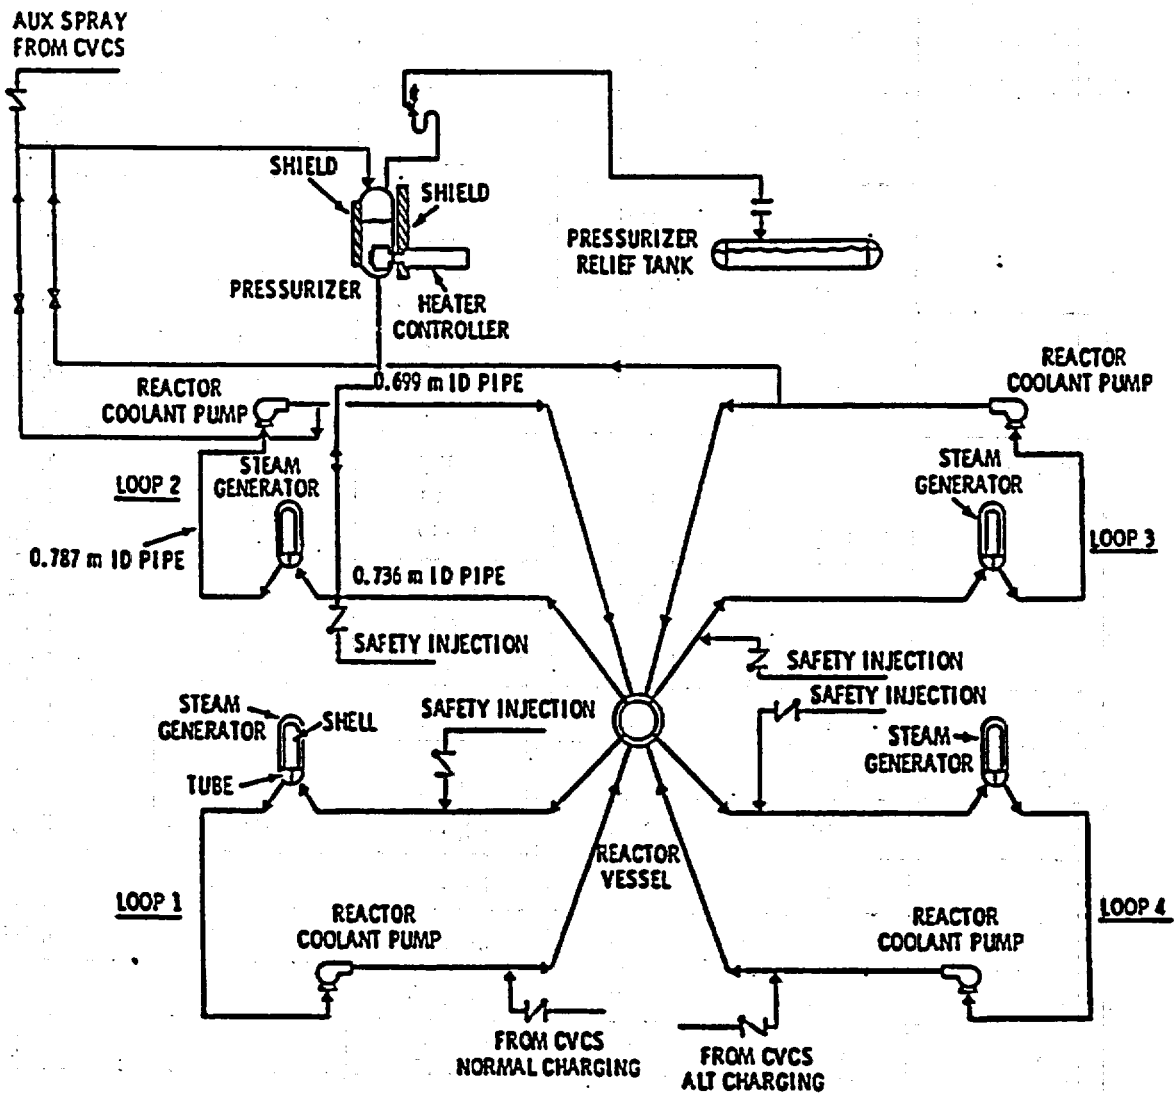 AUX SPRAY
FROM CVCS
SHIELD
SHIELD
PRESSURIZER
RELIEF TANK
PRESSURIZER
HEATER
CONTROLLER
0.699 m ID PIPE
REACTOR
COOLANT PUMP
REACTOR
COOLANT PUMP
STEAM
GENERATOR
LOOP 2
STEAM
GENERATOR
LOOP 3
0.787 m ID PIPE
0.736 m ID PIPE
SAFETY INJECTION
SAFETY INJECTION
SAFETY INJECTION
SAFETY INJECTION
STEAM
GENERATOR
SHELL
TUBE
STEAM
GENERATOR
REACTOR
VESSEL
LOOP 1
LOOP 4
REACTOR
COOLANT PUMP
REACTOR
COOLANT PUMP
FROM CVCS
NORMAL CHARGING
FROM CVCS
ALT CHARGING